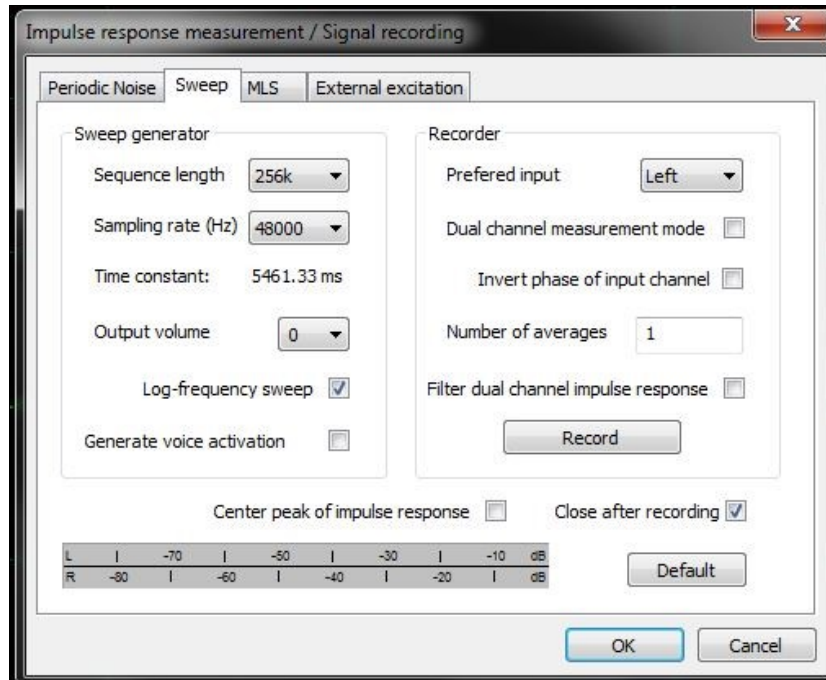 Impulse response measurement / Signal recording
Periodic Noise Sweep MLS External excitation
Sweep generator
Sequence length 256k
Sampling rate (Hz) 48000
Time constant: 5461.33 ms
Output volume 0
Log-frequency sweep
Generate voice activation
Recorder
Prefered input Left
Dual channel measurement mode
Invert phase of input channel
Number of averages 1
Filter dual channel impulse response
Record
Center peak of impulse response Close after recording
L -70 -50 -30 -10 dB
R -80 -60 -40 -20 dB
Default
OK Cancel